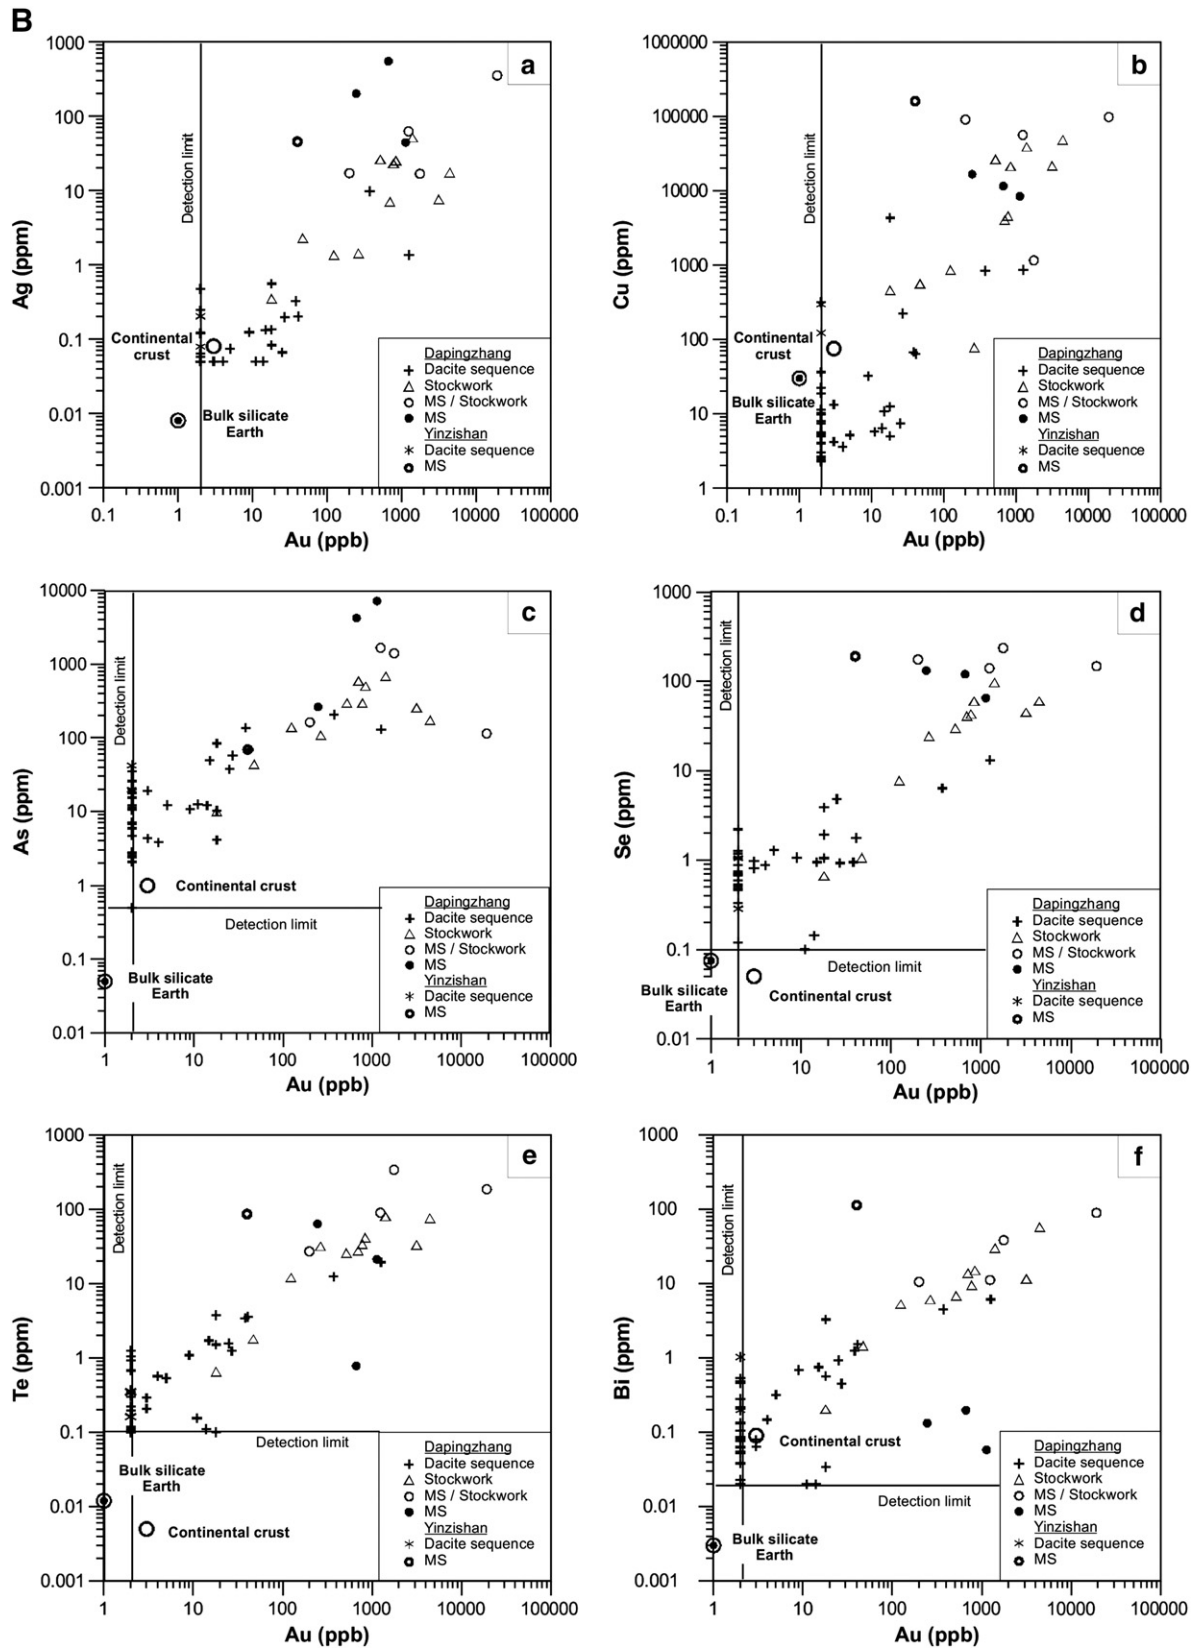 B
a
1000
100
10
1
0.1
0.01
0.001
Ag (ppm)
Detection limit
Continental
crust
Bulk silicate
Earth
Dapingzhang
Dacite sequence
Stockwork
MS / Stockwork
MS
Yinzishan
Dacite sequence
MS
0.1 1 10 100 1000 10000 100000
Au (ppb)
b
1000000
100000
10000
1000
100
10
1
Cu (ppm)
Detection limit
Continental
crust
Bulk silicate
Earth
Dapingzhang
Dacite sequence
Stockwork
MS / Stockwork
MS
Yinzishan
Dacite sequence
MS
0.1 1 10 100 1000 10000 100000
Au (ppb)
c
10000
1000
100
10
1
0.1
0.01
As (ppm)
Detection limit
Continental crust
Detection limit
Bulk silicate
Earth
Dapingzhang
Dacite sequence
Stockwork
MS / Stockwork
MS
Yinzishan
Dacite sequence
MS
1 10 100 1000 10000 100000
Au (ppb)
d
1000
100
10
1
0.1
0.01
Se (ppm)
Detection limit
Detection limit
Bulk silicate
Earth
Continental crust
Dapingzhang
Dacite sequence
Stockwork
MS / Stockwork
MS
Yinzishan
Dacite sequence
MS
1 10 100 1000 10000 100000
Au (ppb)
e
1000
100
10
1
0.1
0.01
0.001
Te (ppm)
Detection limit
Detection limit
Bulk silicate
Earth
Continental crust
Dapingzhang
Dacite sequence
Stockwork
MS / Stockwork
MS
Yinzishan
Dacite sequence
MS
1 10 100 1000 10000 100000
Au (ppb)
f
1000
100
10
1
0.1
0.01
0.001
Bi (ppm)
Detection limit
Continental crust
Detection limit
Bulk silicate
Earth
Dapingzhang
Dacite sequence
Stockwork
MS / Stockwork
MS
Yinzishan
Dacite sequence
MS
1 10 100 1000 10000 100000
Au (ppb)